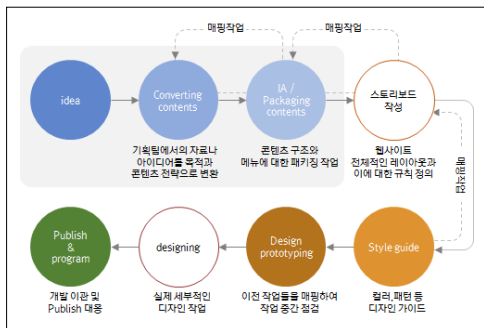 매핑작업
매핑작업
idea
Converting
contents
IA /
Packaging
contents
스토리보드
작성
기획팀에서의 자료나
아이디어를 목적과
콘텐츠 전략으로 변환
콘텐츠 구조와
메뉴에 대한 패키징 작업
웹사이트
전체적인 레이아웃과
이에 대한 규칙 정의
매핑작업
Publish
&
program
designing
Design
prototyping
Style guide
개발 이관 및
Publish 대응
실제 세부적인
디자인 작업
이전 작업들을 매핑하여
작업 중간 점검
컬러,패턴 등
디자인 가이드